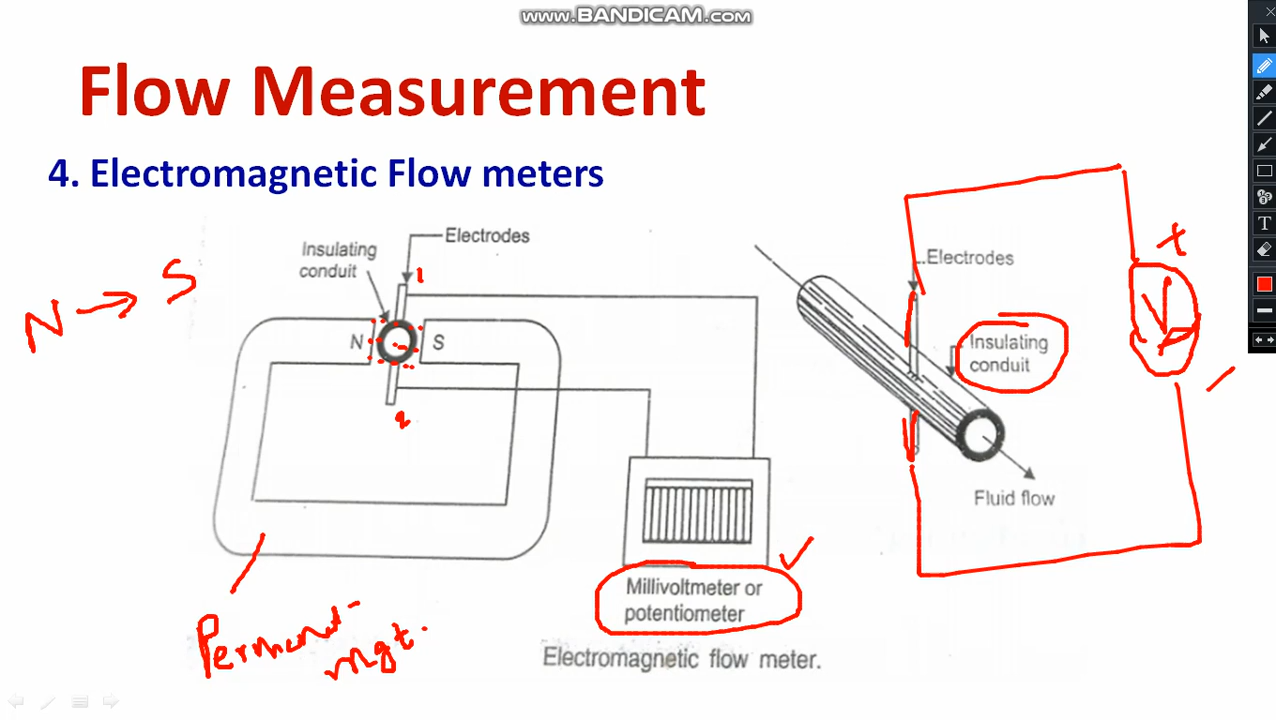 www.BANDICAM.com
Flow Measurement
4. Electromagnetic Flow meters
Insulating
conduit
Electrodes
1
N → S
N
S
2
Millivoltmeter or
potentiometer
Electromagnetic flow meter.
Permanent
mgt.
Electrodes
Insulating
conduit
Fluid flow
+
V
-
T